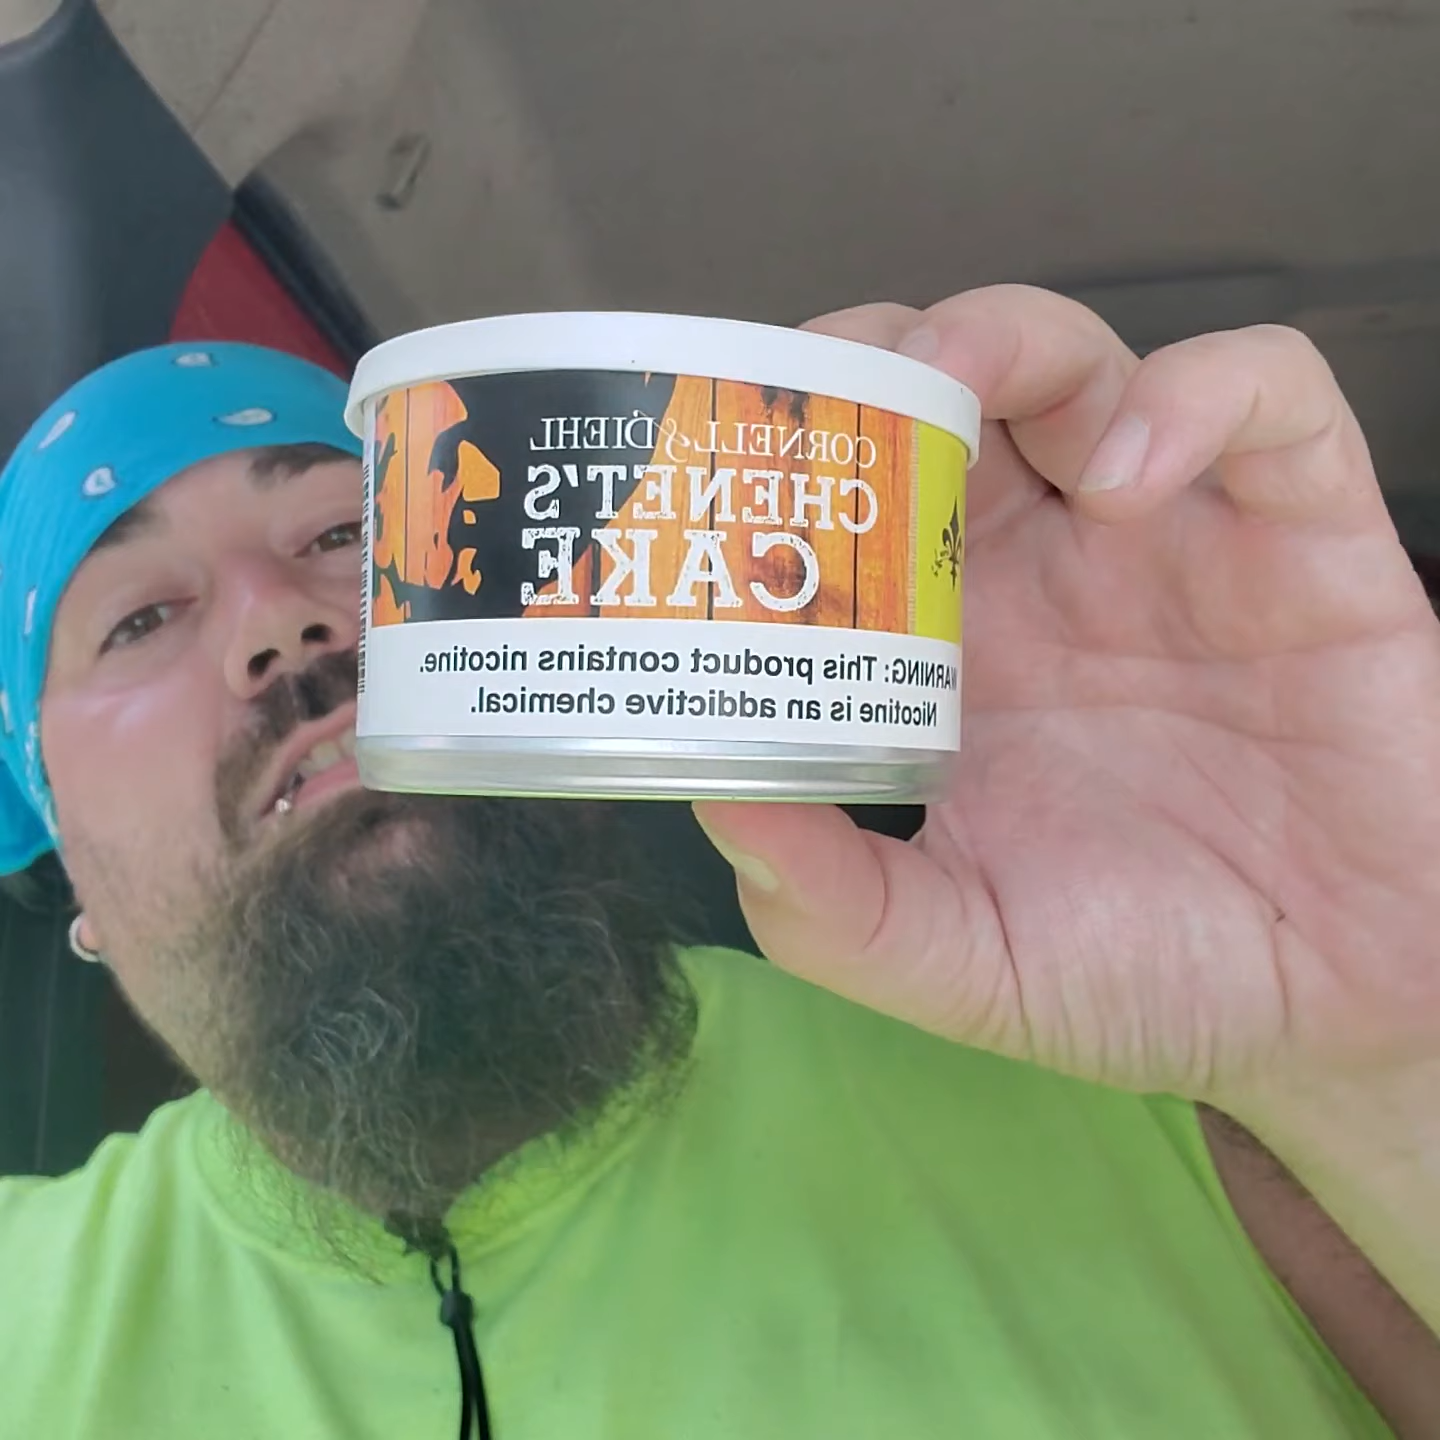 CORNELL & DIEHL
CHENET'S
CAKE
WARNING: This product contains nicotine.
Nicotine is an addictive chemical.